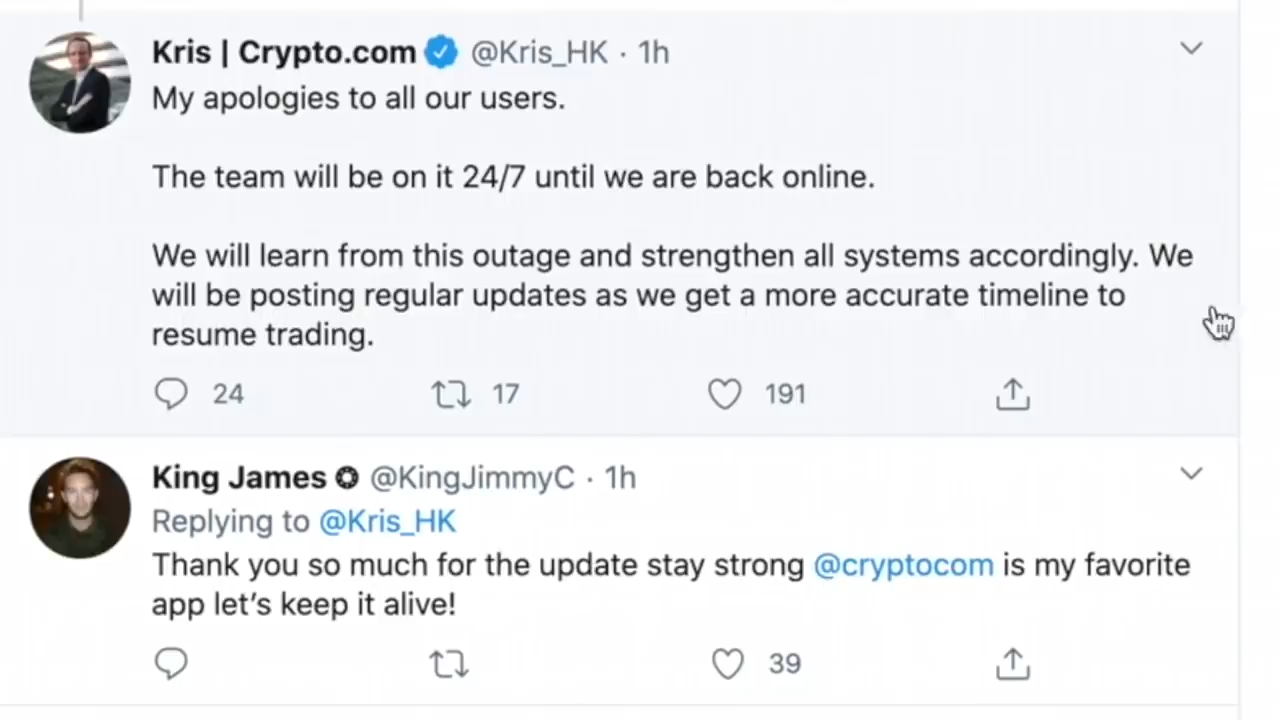 Kris | Crypto.com @Kris_HK · 1h
My apologies to all our users.
The team will be on it 24/7 until we are back online.
We will learn from this outage and strengthen all systems accordingly. We
will be posting regular updates as we get a more accurate timeline to
resume trading.
24 17 191
King James @KingJimmyC · 1h
Replying to @Kris_HK
Thank you so much for the update stay strong @cryptocom is my favorite
app let's keep it alive!
39